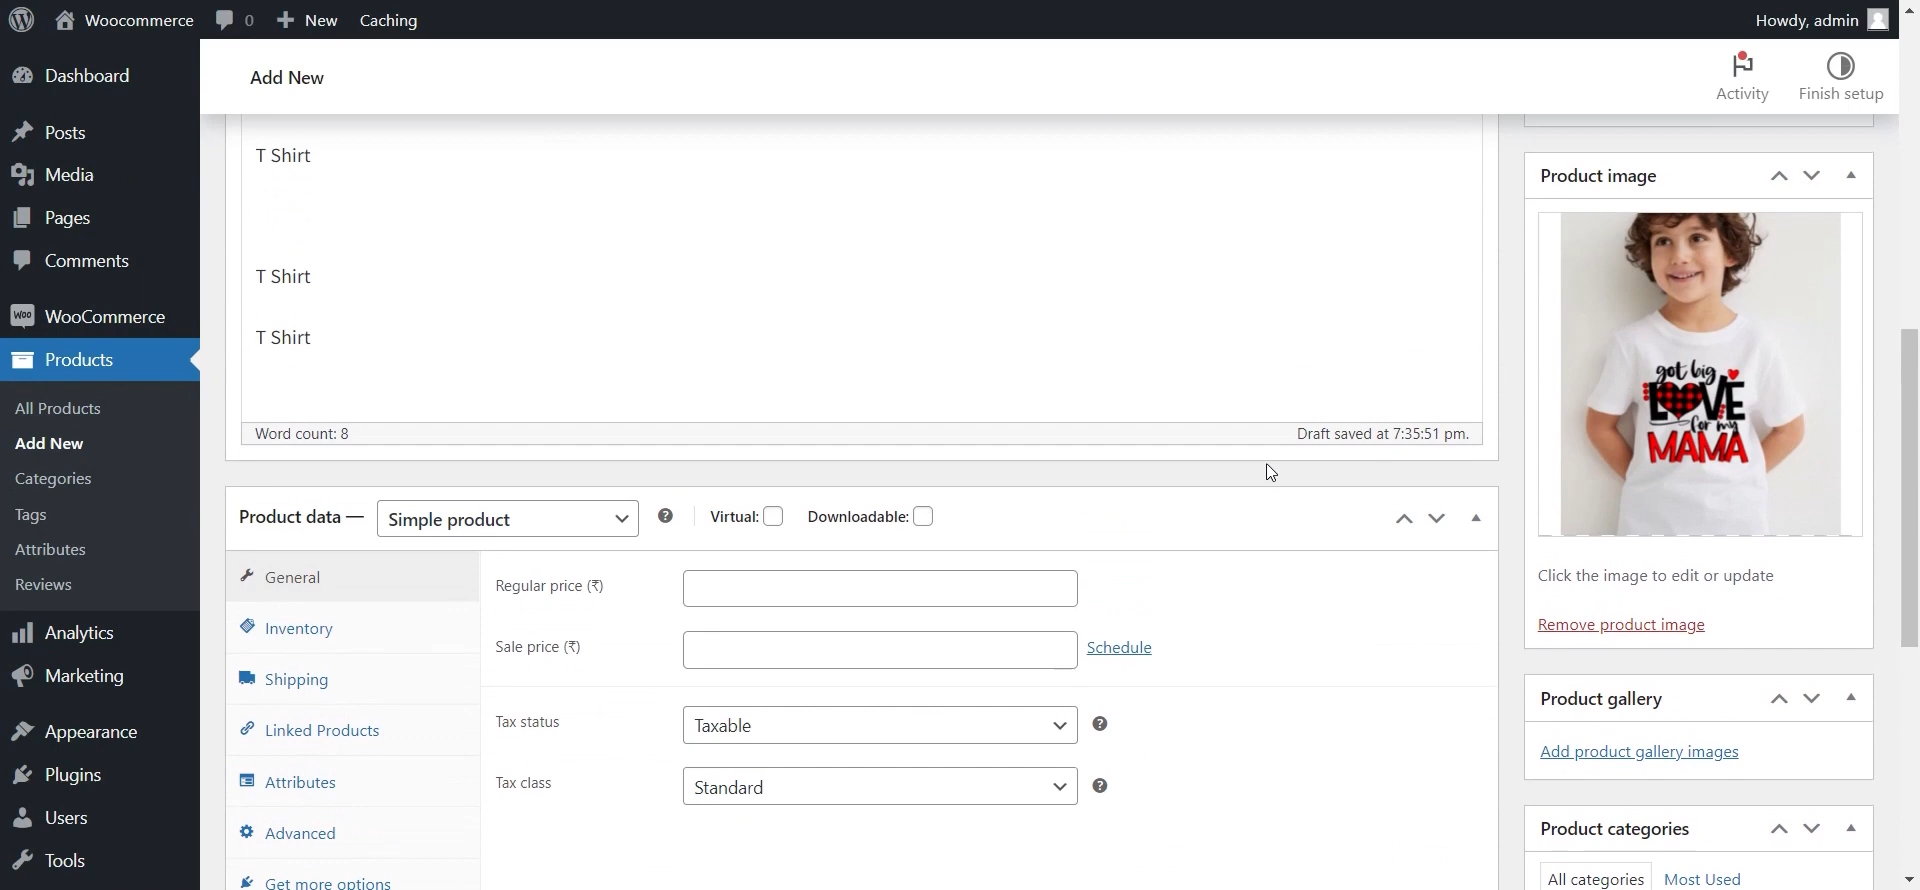 Woocommerce 0 New Caching Howdy, admin
Dashboard
Posts
Media
Pages
Comments
WooCommerce
Products
All Products
Add New
Categories
Tags
Attributes
Reviews
Analytics
Marketing
Appearance
Plugins
Users
Tools
Add New
Activity
Finish setup
T Shirt
T Shirt
T Shirt
Word count: 8 Draft saved at 7:35:51 pm.
Product data — Simple product Virtual: Downloadable:
General
Inventory
Shipping
Linked Products
Attributes
Advanced
Get more options
Regular price (₹)
Sale price (₹) Schedule
Tax status Taxable
Tax class Standard
Product image
got big
LOVE
for my
MAMA
Click the image to edit or update
Remove product image
Product gallery
Add product gallery images
Product categories
All categories Most Used